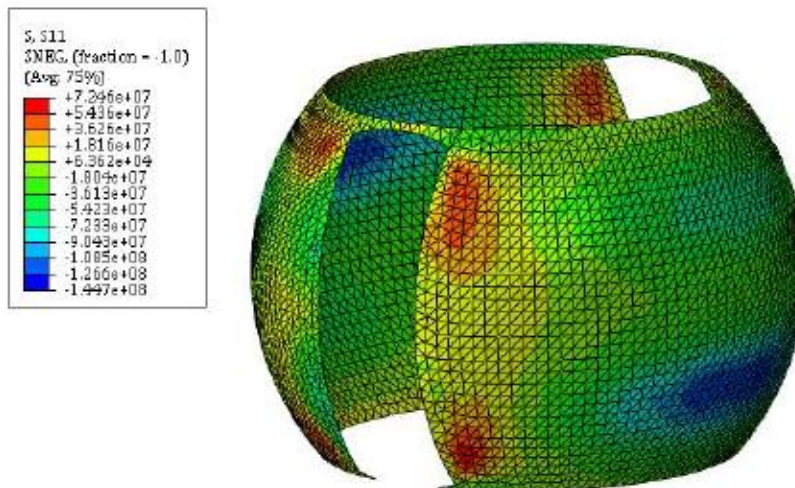 S, S11
SNEG, (fraction = -1.0)
(Avg: 75%)
+7.246e+07
+5.436e+07
+3.626e+07
+1.816e+07
+6.362e+04
-1.804e+07
-3.613e+07
-5.423e+07
-7.233e+07
-9.043e+07
-1.085e+08
-1.266e+08
-1.447e+08